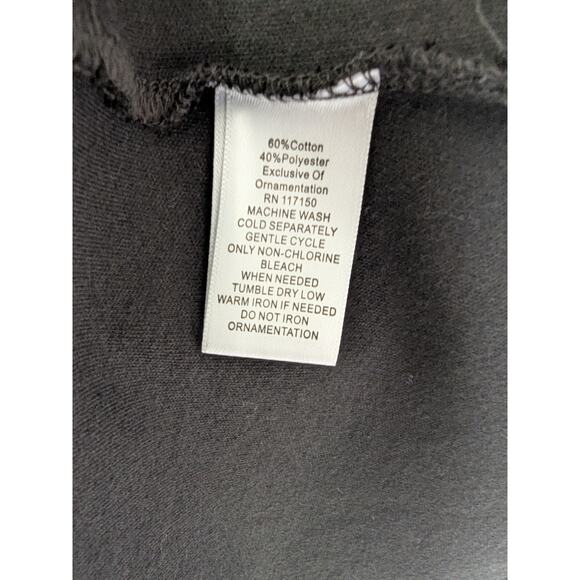 60%Cotton
40%Polyester
Exclusive Of
Ornamentation
RN 117150
MACHINE WASH
COLD SEPARATELY
GENTLE CYCLE
ONLY NON-CHLORINE
BLEACH
WHEN NEEDED
TUMBLE DRY LOW
WARM IRON IF NEEDED
DO NOT IRON
ORNAMENTATION